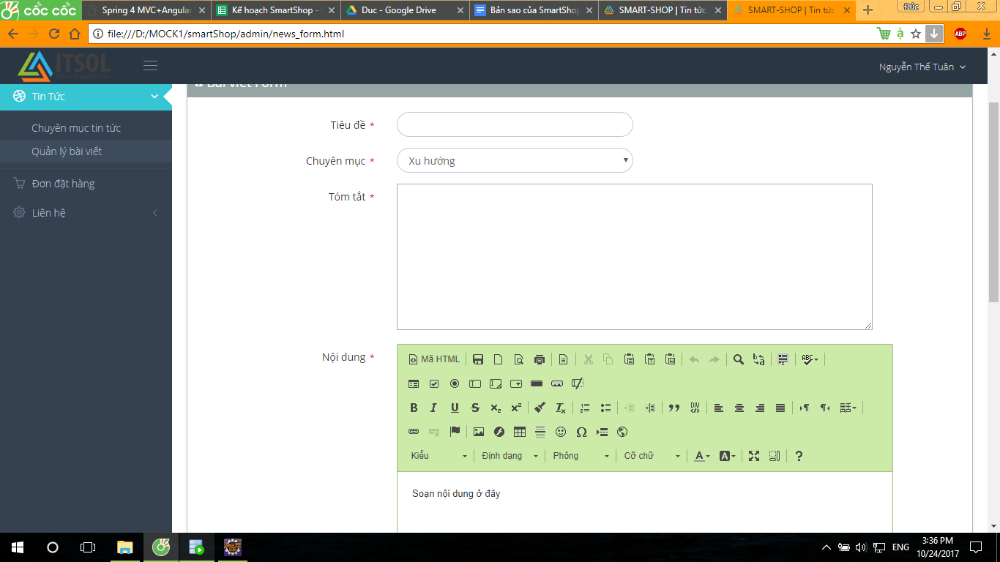 cốc cốc
Spring 4 MVC+Angular
Kế hoạch SmartShop -
Duc - Google Drive
Bản sao của SmartShop
SMART-SHOP | Tin tức
SMART-SHOP | Tin tức
Đức
file:///D:/MOCK1/smartShop/admin/news_form.html
ABP
ITSOL
Nguyễn Thế Tuân
Bài viết Form
Tin Tức
Chuyên mục tin tức
Quản lý bài viết
Đơn đặt hàng
Liên hệ
Tiêu đề *
Chuyên mục *
Xu hướng
Tóm tắt *
Nội dung *
Mã HTML
Kiểu
Định dạng
Phông
Cỡ chữ
Soạn nội dung ở đây
ENG
3:36 PM
10/24/2017